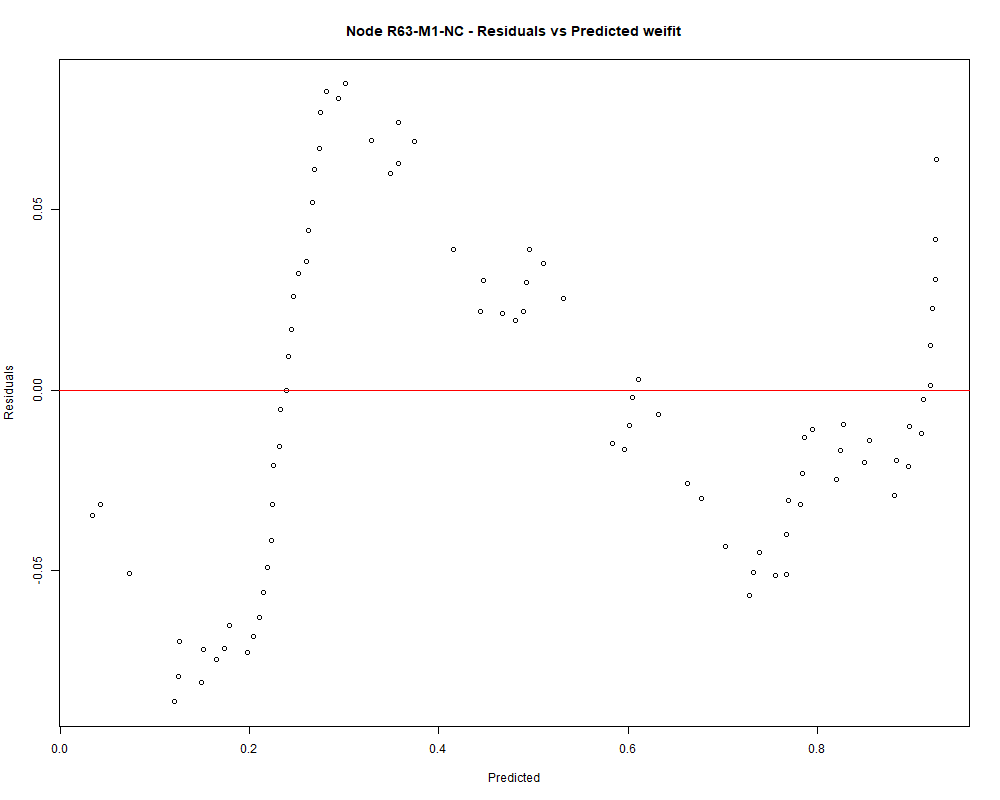 Node R63-M1-NC - Residuals vs Predicted weifit
Residuals
0.05
0.00
-0.05
0.0 0.2 0.4 0.6 0.8
Predicted